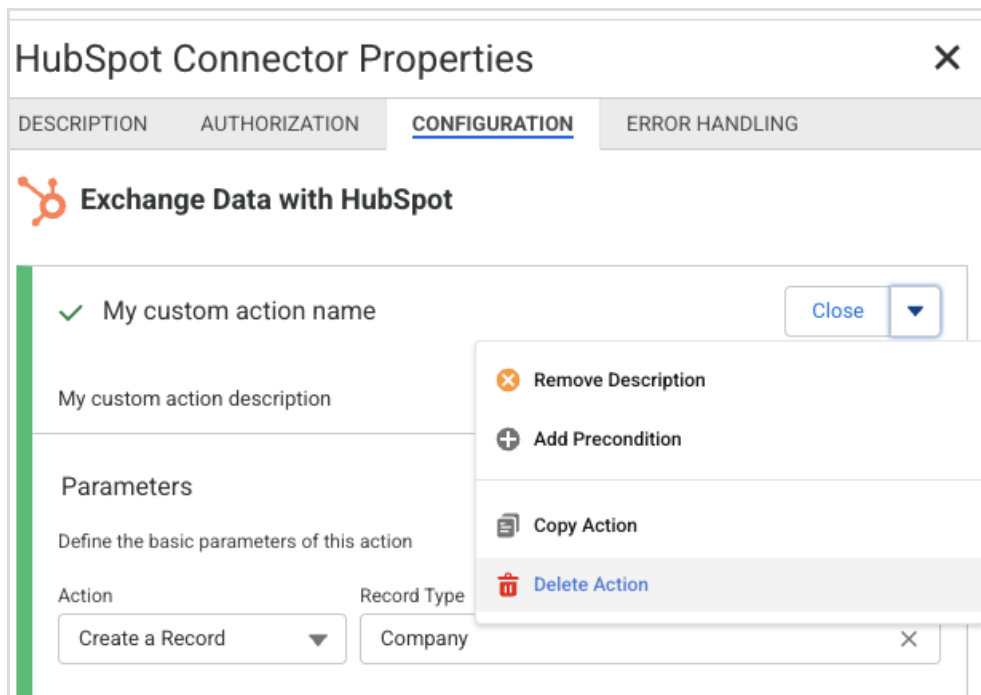 HubSpot Connector Properties
DESCRIPTION AUTHORIZATION CONFIGURATION ERROR HANDLING
Exchange Data with HubSpot
My custom action name Close
Remove Description
My custom action description
Add Precondition
Parameters
Copy Action
Define the basic parameters of this action
Delete Action
Action Record Type
Create a Record Company